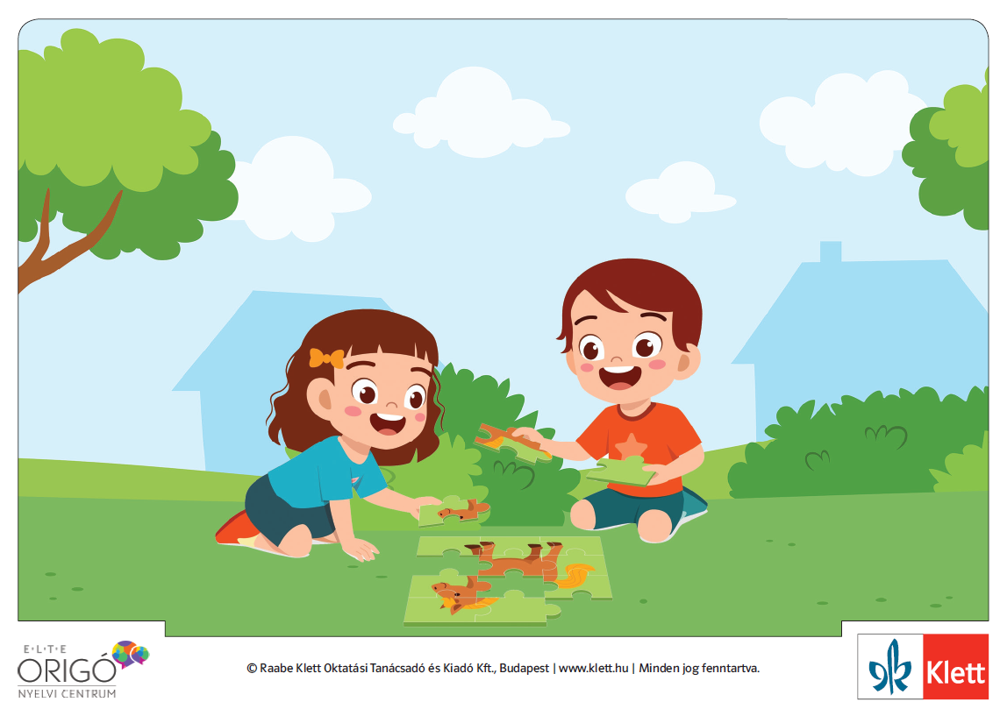 E·L·T·E
ORIGÓ
NYELVI CENTRUM
© Raabe Klett Oktatási Tanácsadó és Kiadó Kft., Budapest | www.klett.hu | Minden jog fenntartva.
Klett